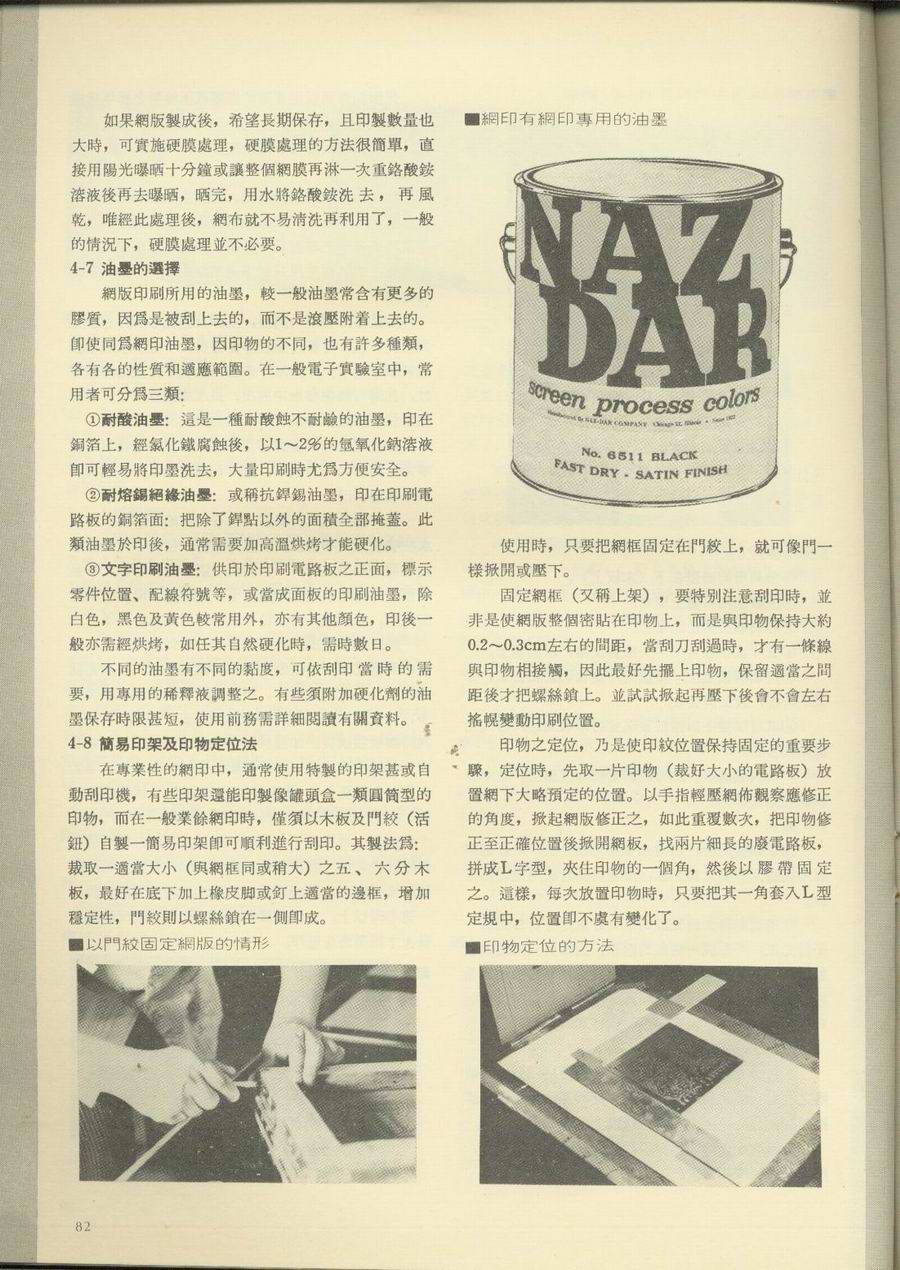 如果網版製成後，希望長期保存，且印製數量也
大時，可實施硬膜處理，硬膜處理的方法很簡單，直
接用陽光曝晒十分鐘或讓整個網膜再淋一次重鉻酸銨
溶液後再去曝晒，晒完，用水將鉻酸銨洗去，再風
乾，唯經此處理後，網布就不易清洗再利用了，一般
的情況下，硬膜處理並不必要。
4-7 油墨的選擇
網版印刷所用的油墨，較一般油墨常含有更多的
膠質，因爲是被刮上去的，而不是滾壓附着上去的。
卽使同爲網印油墨，因印物的不同，也有許多種類，
各有各的性質和適應範圍。在一般電子實驗室中，常
用者可分爲三類：
①耐酸油墨：這是一種耐酸蝕不耐鹼的油墨，印在
銅箔上，經氯化鐵腐蝕後，以1～2%的氫氧化鈉溶液
卽可輕易將印墨洗去，大量印刷時尤爲方便安全。
②耐熔錫絕緣油墨：或稱抗銲錫油墨，印在印刷電
路板的銅箔面：把除了銲點以外的面積全部掩蓋。此
類油墨於印後，通常需要加高溫烘烤才能硬化。
③文字印刷油墨：供印於印刷電路板之正面，標示
零件位置、配線符號等，或當成面板的印刷油墨，除
白色，黑色及黃色較常用外，亦有其他顏色，印後一
般亦需經烘烤，如任其自然硬化時，需時數日。
不同的油墨有不同的黏度，可依刮印當時的需
要，用專用的稀釋液調整之。有些須附加硬化劑的油
墨保存時限甚短，使用前務需詳細閱讀有關資料。
4-8 簡易印架及印物定位法
在專業性的網印中，通常使用特製的印架甚或自
動刮印機，有些印架還能印製像罐頭盒一類圓筒型的
印物，而在一般業餘網印時，僅須以木板及門絞（活
鈕）自製一簡易印架卽可順利進行刮印。其製法爲：
裁取一適當大小（與網框同或稍大）之五、六分木
板，最好在底下加上橡皮脚或釘上適當的邊框，增加
穩定性，門絞則以螺絲鎖在一側卽成。
■以門絞固定網版的情形
■網印有網印專用的油墨
NAZ
DAR
screen process colors
Manufactured By NAZ-DAR COMPANY Chicago 22, Illinois • Since 1922
No. 6511 BLACK
FAST DRY - SATIN FINISH
使用時，只要把網框固定在門絞上，就可像門一
樣掀開或壓下。
固定網框（又稱上架），要特別注意刮印時，並
非是使網版整個密貼在印物上，而是與印物保持大約
0.2～0.3cm左右的間距，當刮刀刮過時，才有一條線
與印物相接觸，因此最好先擺上印物，保留適當之間
距後才把螺絲鎖上。並試試掀起再壓下後會不會左右
搖幌變動印刷位置。
印物之定位，乃是使印紋位置保持固定的重要步
驟，定位時，先取一片印物（裁好大小的電路板）放
置網下大略預定的位置。以手指輕壓網佈觀察應修正
的角度，掀起網版修正之，如此重覆數次，把印物修
正至正確位置後掀開網板，找兩片細長的廢電路板，
拼成L字型，夾住印物的一個角，然後以膠帶固定
之。這樣，每次放置印物時，只要把其一角套入L型
定規中，位置卽不虞有變化了。
■印物定位的方法
82